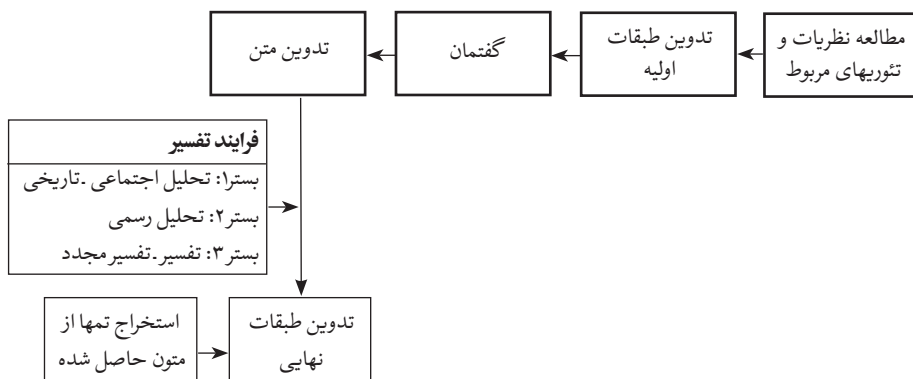 مطالعه نظریات و
تئوریهای مربوط
تدوین طبقات
اولیه
گفتمان
تدوین متن
فرایند تفسیر
بستر۱: تحلیل اجتماعی ـ تاریخی
بستر۲: تحلیل رسمی
بستر۳: تفسیر ـ تفسیر مجدد
استخراج تمها از
متون حاصل شده
تدوین طبقات
نهایی